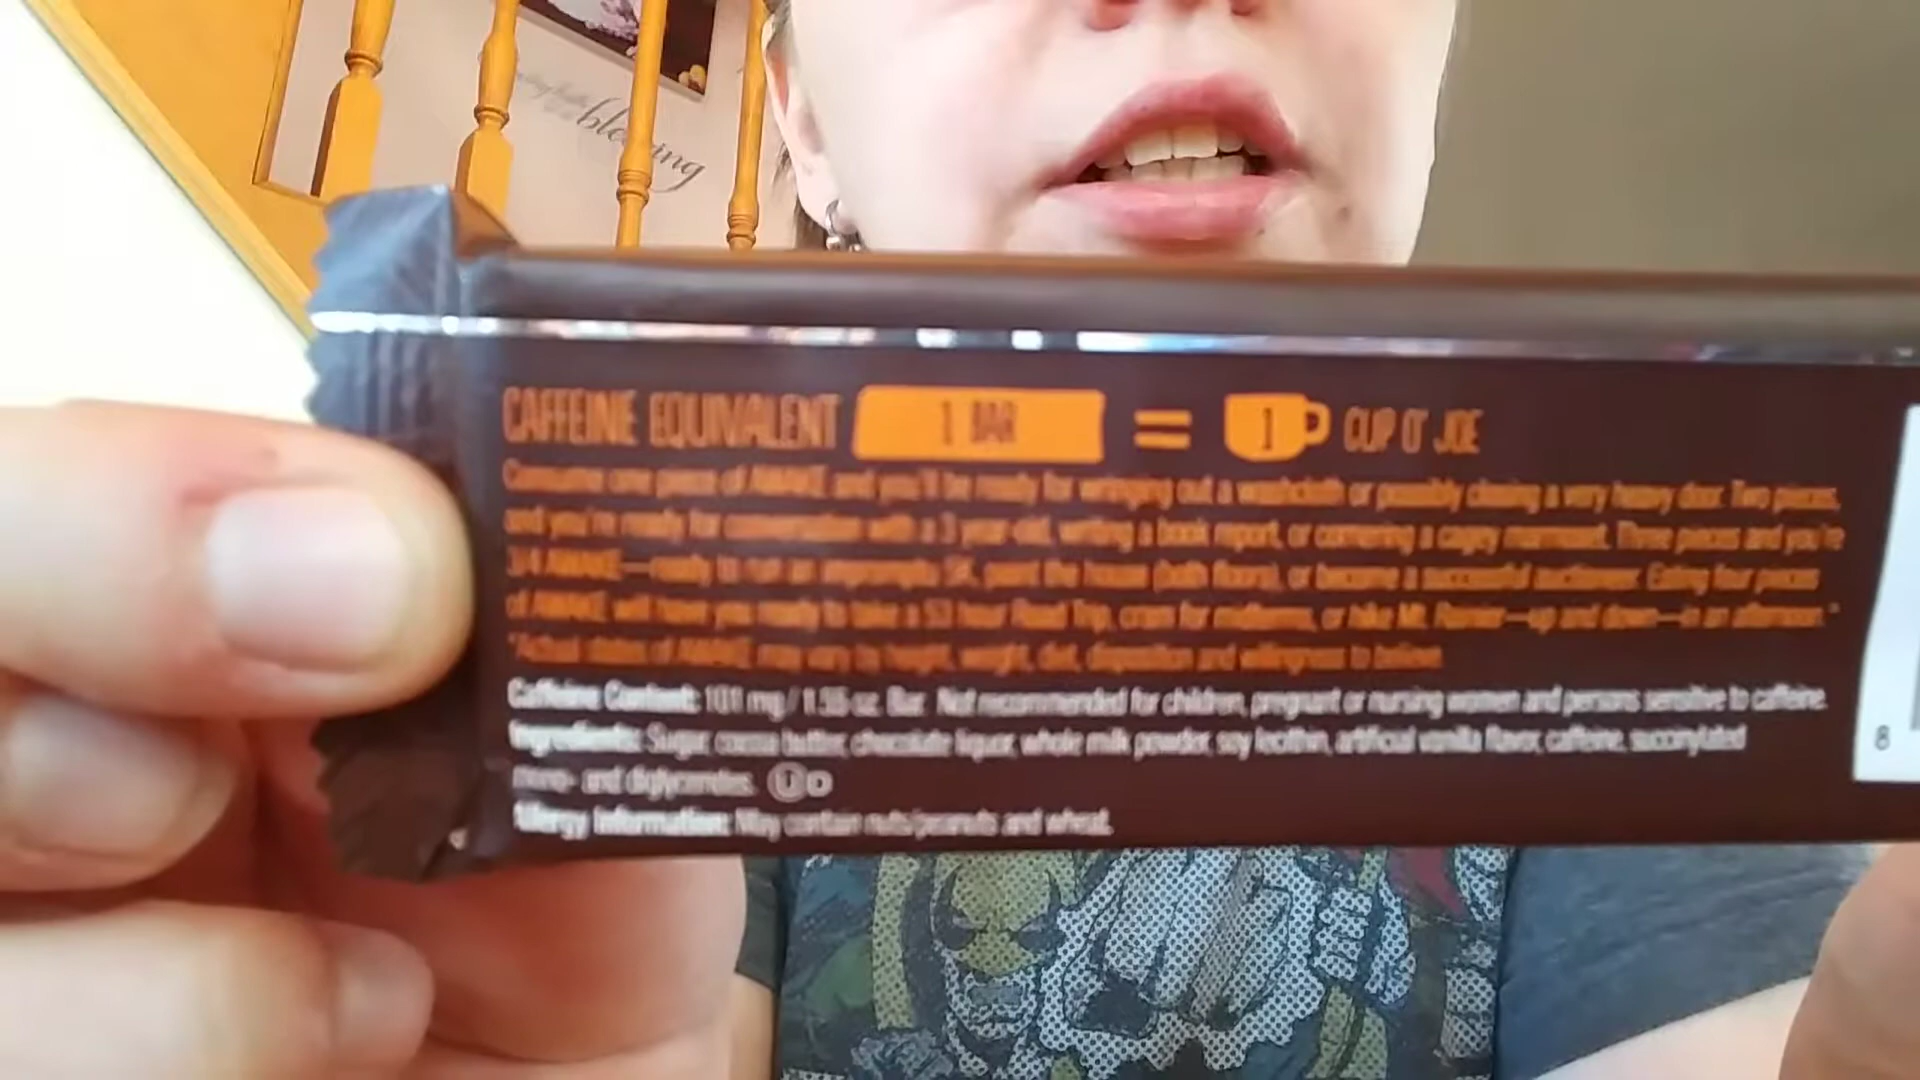 blessing
CAFFEINE EQUIVALENT 1 BAR = 1 CUP O' JOE
Consume one piece of AWAKE and you'll be ready for wringing out a washcloth or possibly closing a very heavy door. Two pieces,
and you're ready for conversation with a 3 year-old, writing a book report, or cornering a cagey marmoset. Three pieces and you're
3/4 AWAKE—ready to run an impromptu 5K, paint the house (both floors), or become a successful auctioneer. Eating four pieces
of AWAKE will have you ready to take a 53 hour Road Trip, cram for midterms, or hike Mt. Rainier—up and down—in an afternoon.*
*Actual states of AWAKE may vary by height, weight, diet, disposition and willingness to believe.
Caffeine Content: 101 mg / 1.55 oz. Bar. Not recommended for children, pregnant or nursing women and persons sensitive to caffeine.
Ingredients: Sugar, cocoa butter, chocolate liquor, whole milk powder, soy lecithin, artificial vanilla flavor, caffeine, succinylated
mono- and diglycerides. U D
Allergy Information: May contain nuts/peanuts and wheat.
8